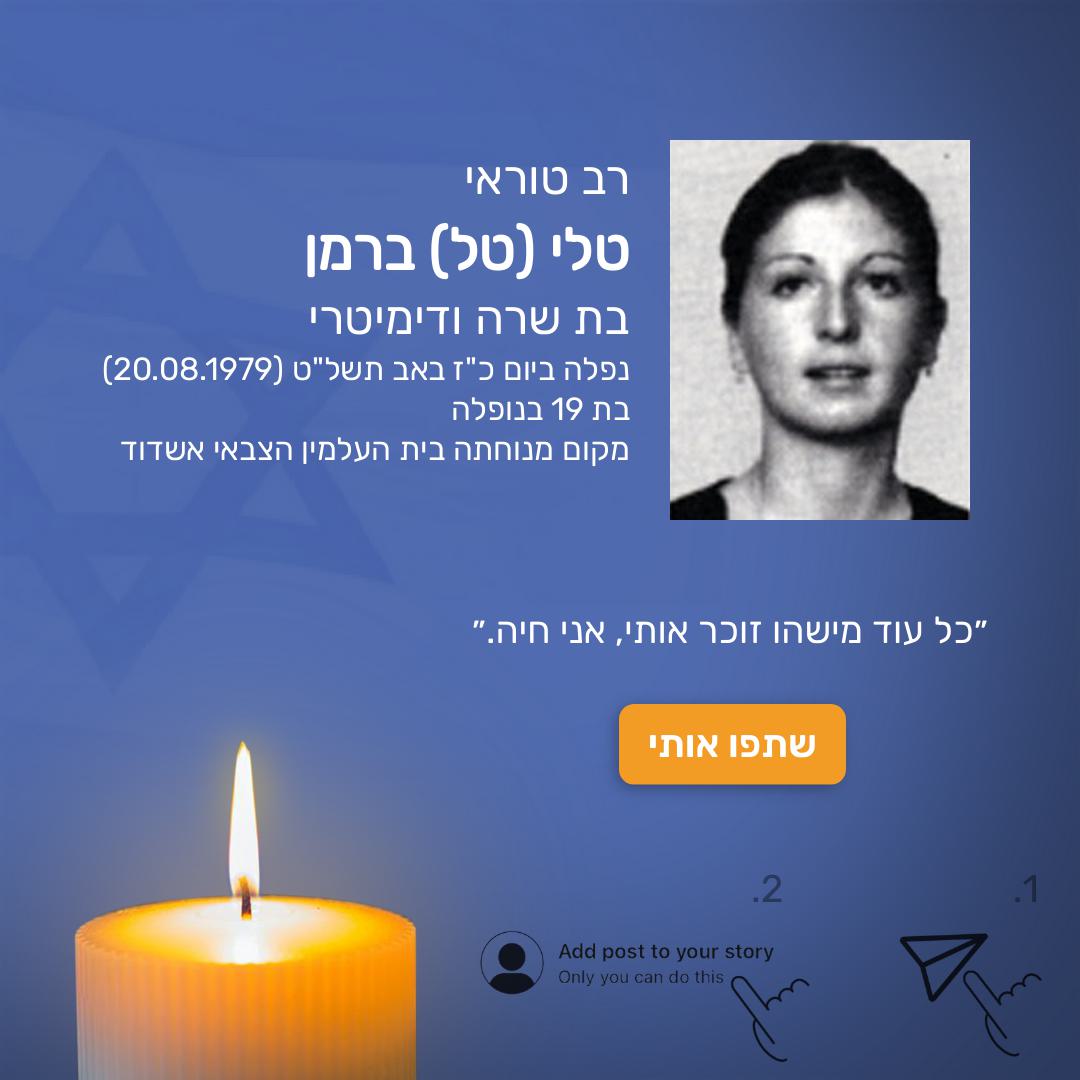 רב טוראי
טלי (טל) ברמן
בת שרה ודימיטרי
נפלה ביום כ"ז באב תשל"ט (20.08.1979)
בת 19 בנופלה
מקום מנוחתה בית העלמין הצבאי אשדוד
״כל עוד מישהו זוכר אותי, אני חיה.״
שתפו אותי
1.
2.
Add post to your story
Only you can do this